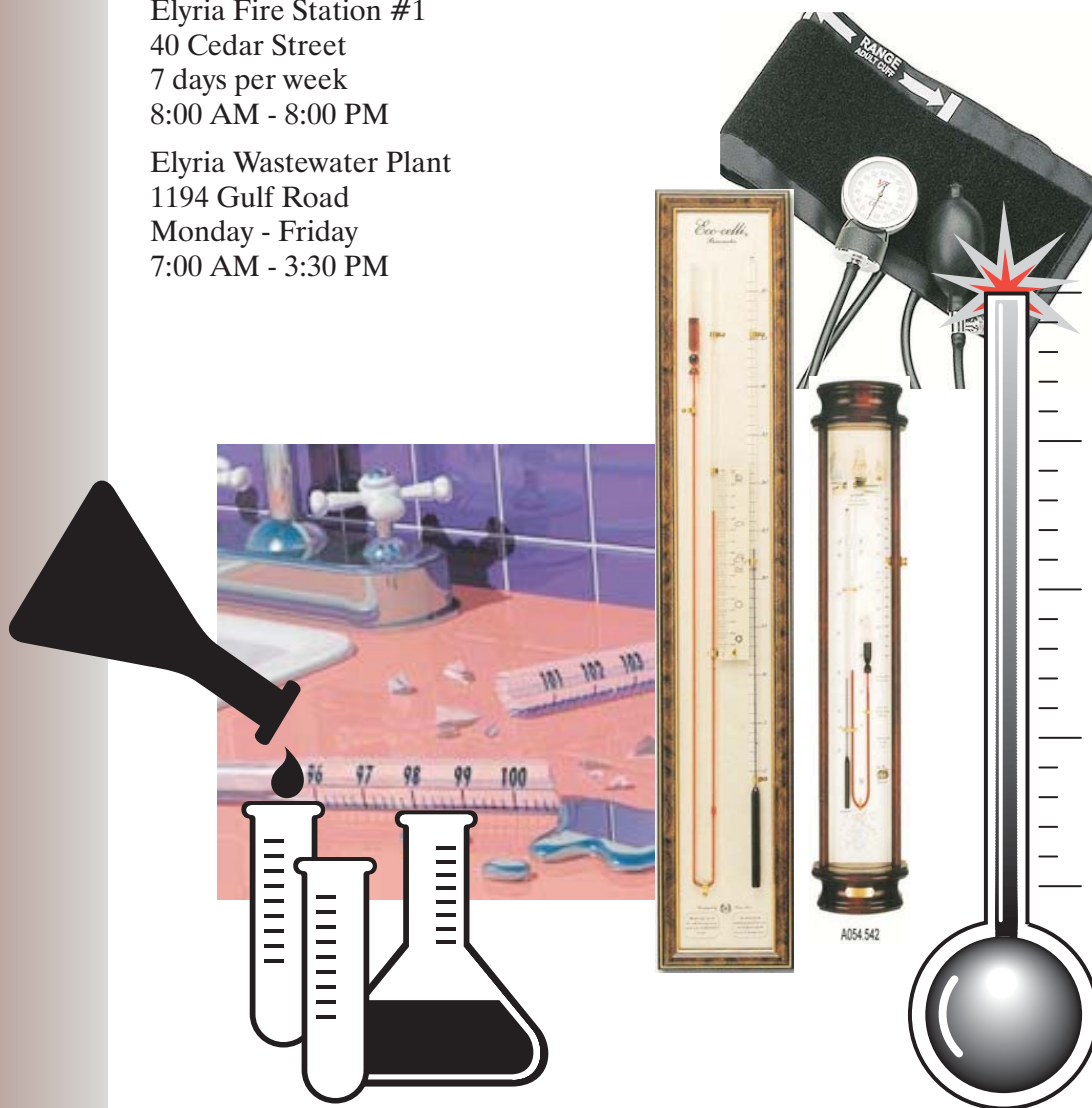 Elyria Fire Station #1
40 Cedar Street
7 days per week
8:00 AM - 8:00 PM
Elyria Wastewater Plant
1194 Gulf Road
Monday - Friday
7:00 AM - 3:30 PM
RANGE
ADULT CUFF
Eco-celli
Barometer
101 102 103
96 97 98 99 100
A054.542